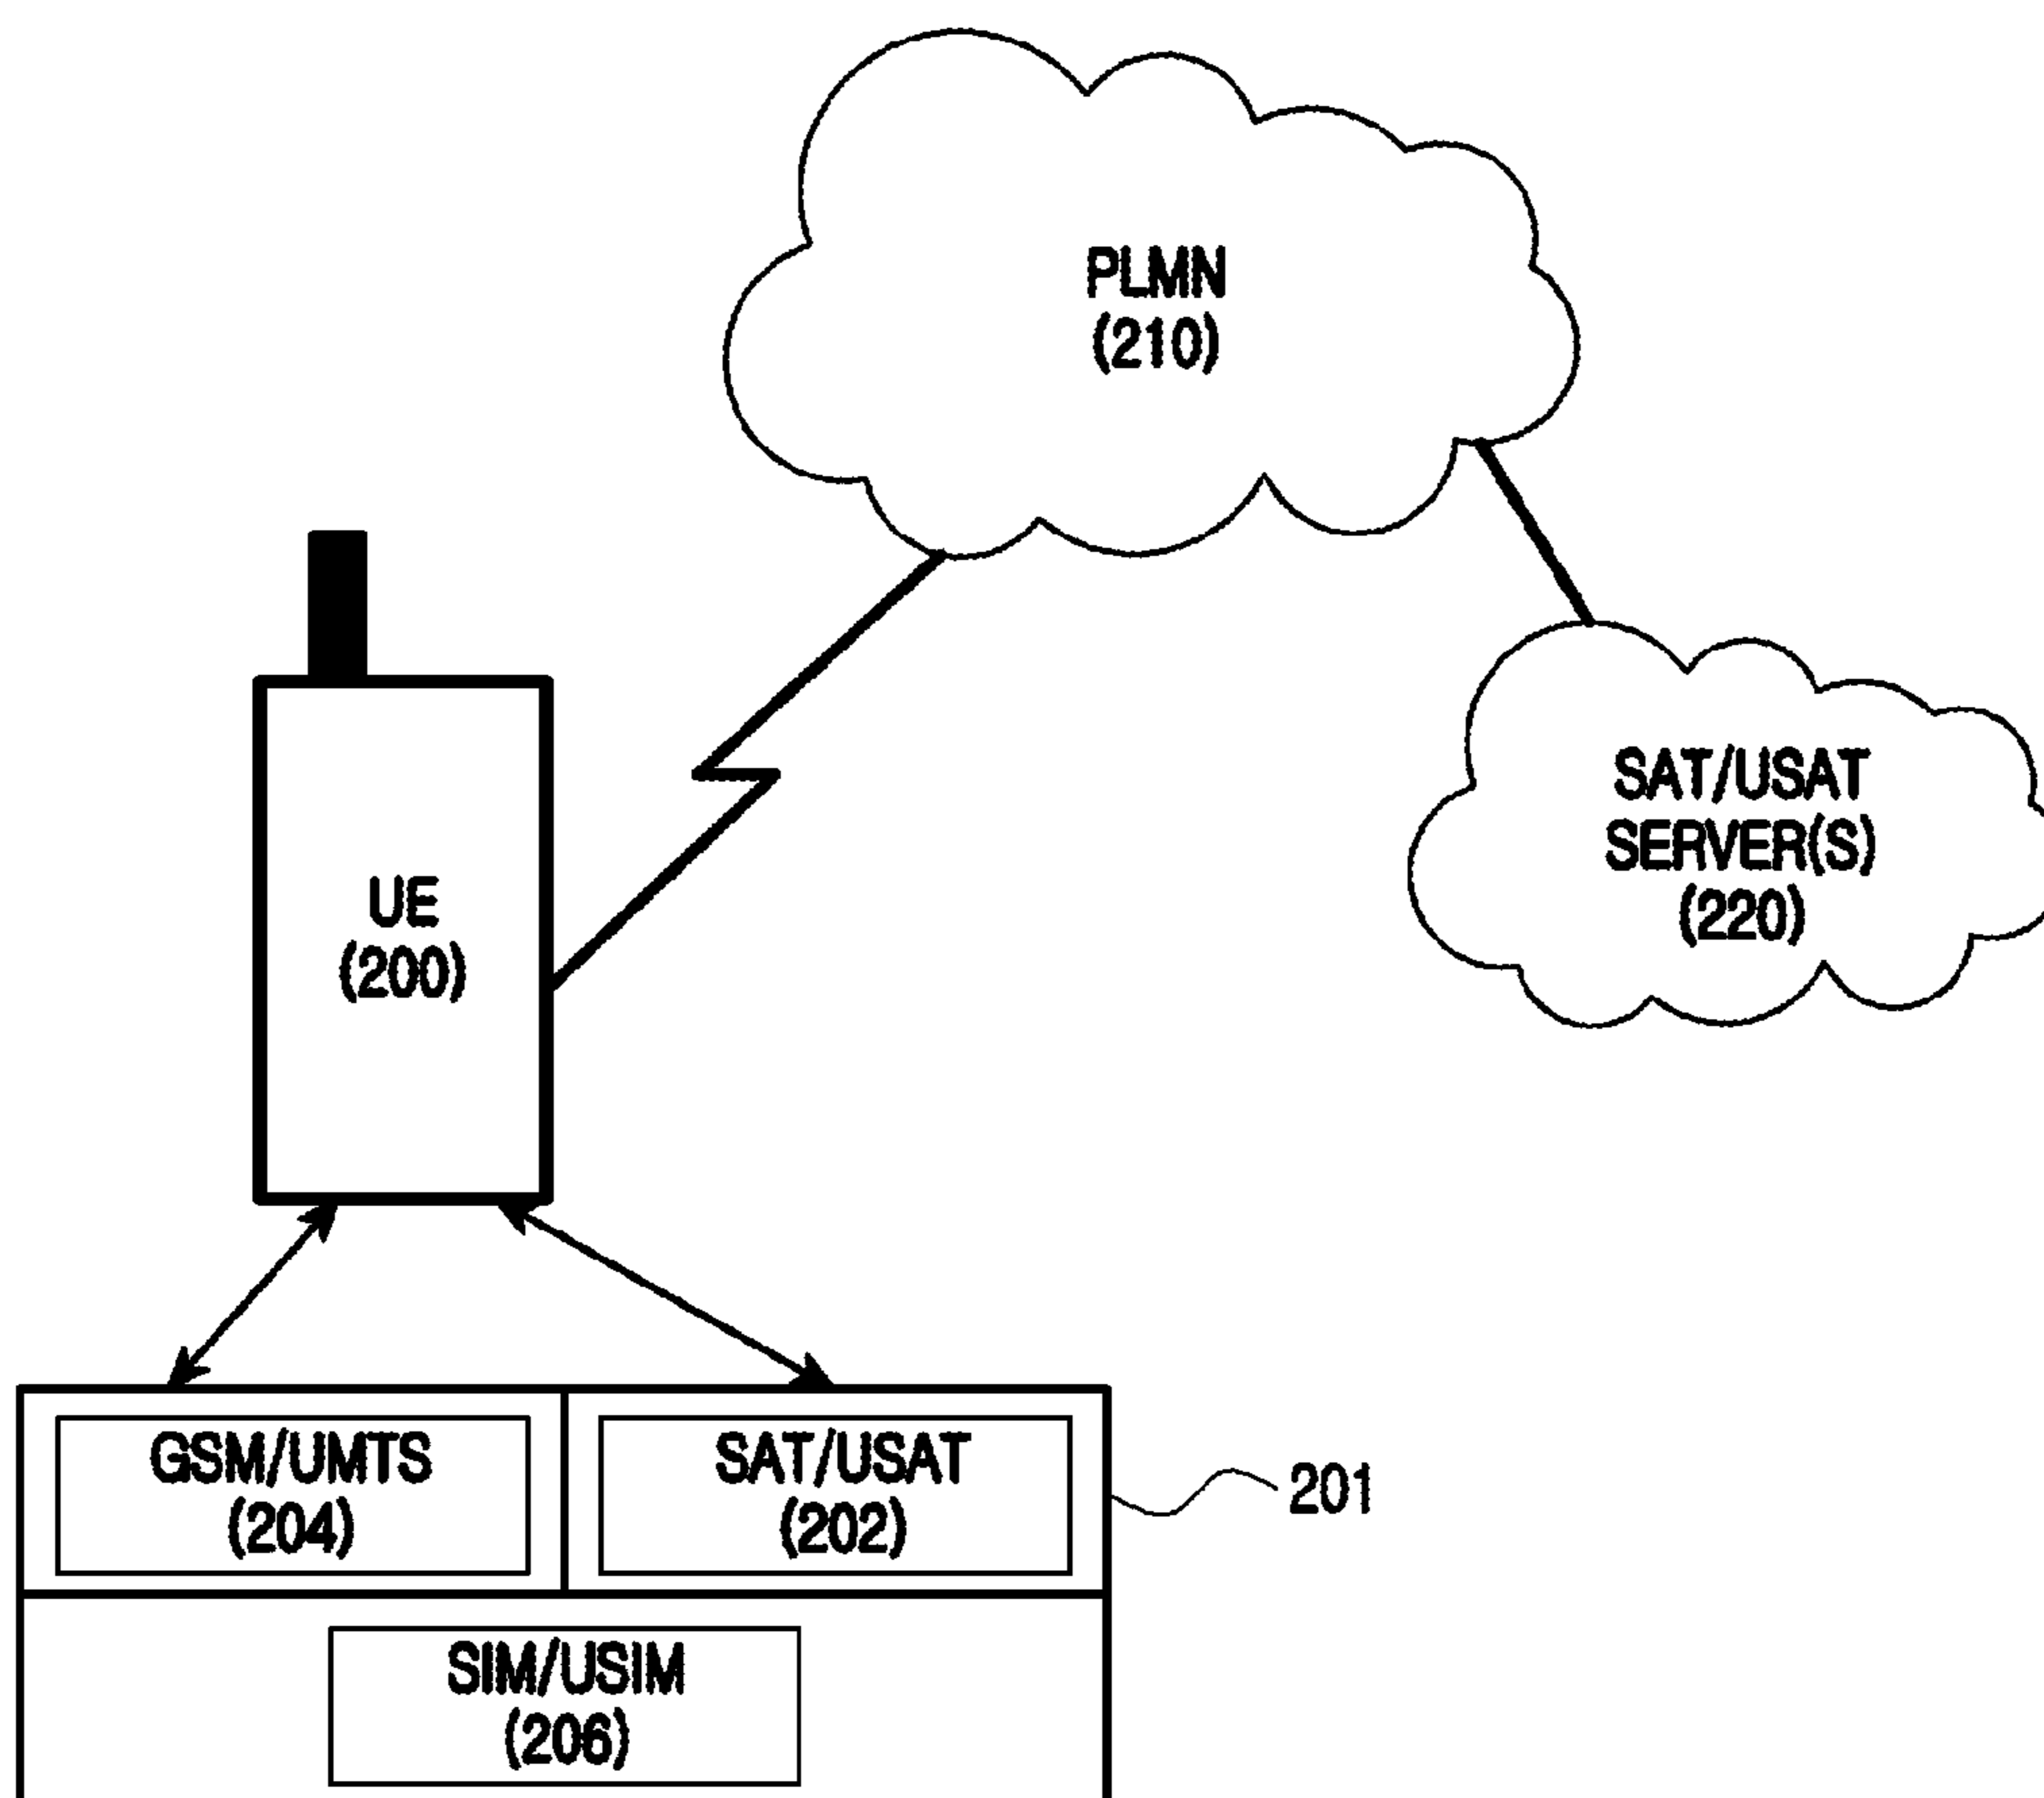 PLMN
(210)
SAT/USAT
SERVER(S)
(220)
UE
(200)
GSM/UMTS
(204)
SAT/USAT
(202)
201
SIM/USIM
(206)